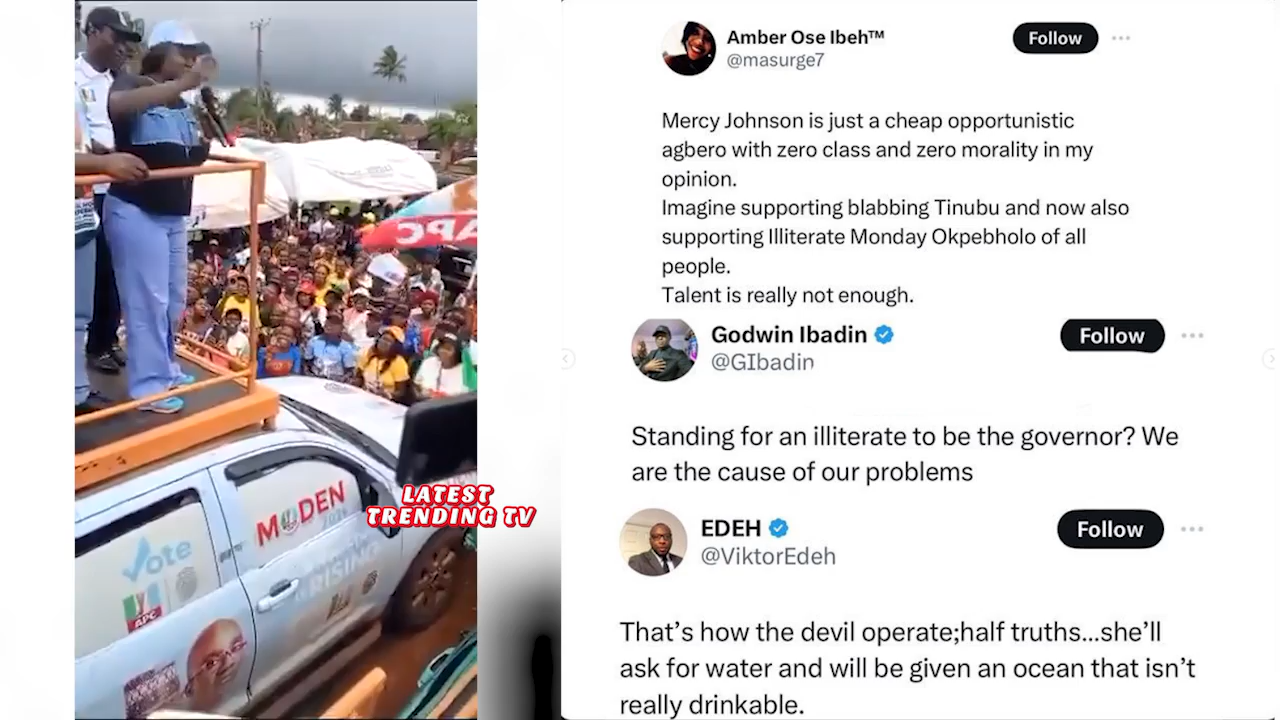 Amber Ose Ibeh™
@masurge7
Follow
Mercy Johnson is just a cheap opportunistic
agbero with zero class and zero morality in my
opinion.
Imagine supporting blabbing Tinubu and now also
supporting Illiterate Monday Okpebholo of all
people.
Talent is really not enough.
Godwin Ibadin
@GIbadin
Follow
Standing for an illiterate to be the governor? We
are the cause of our problems
EDEH
@ViktorEdeh
Follow
That's how the devil operate;half truths...she'll
ask for water and will be given an ocean that isn't
really drinkable.
APC
MODEN
Vote
APC
RISING
LATEST
TRENDING TV